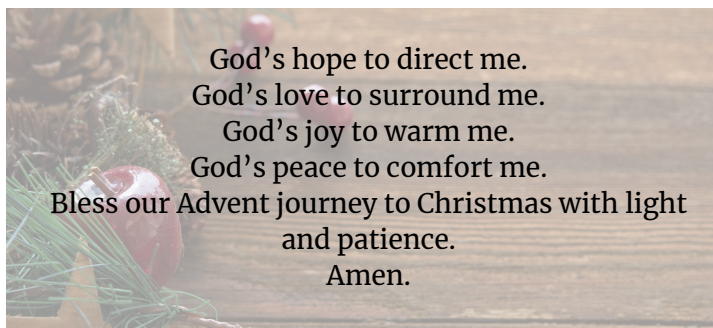 God’s hope to direct me.
God’s love to surround me.
God’s joy to warm me.
God’s peace to comfort me.
Bless our Advent journey to Christmas with light
and patience.
Amen.